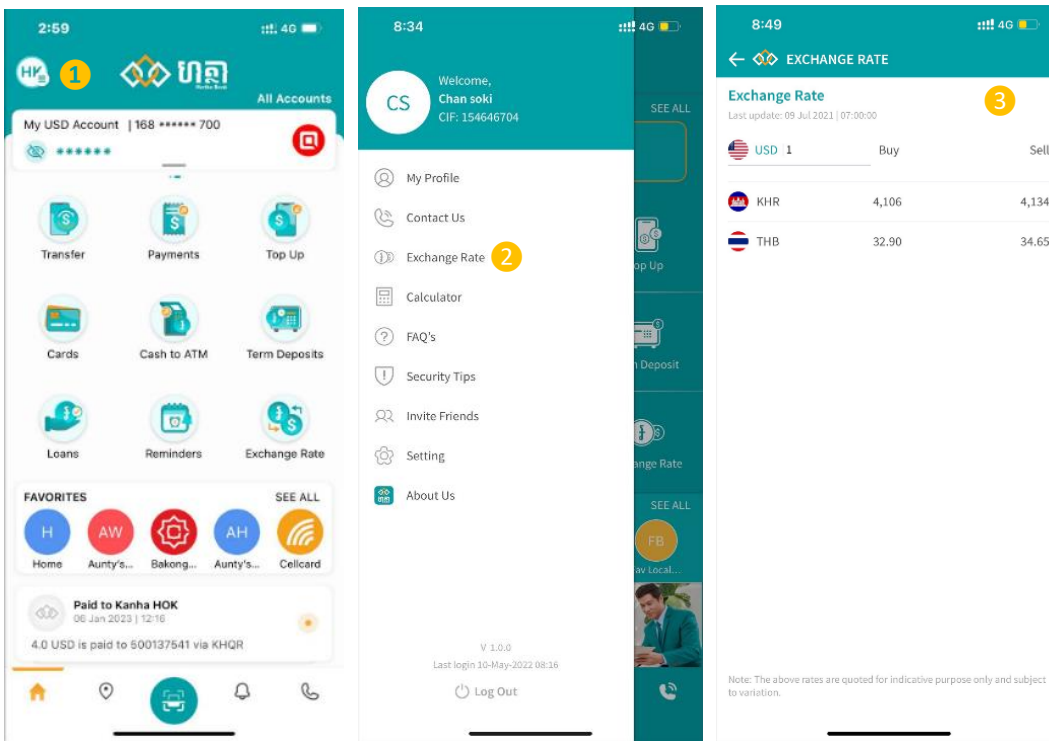 2:59
4G
HK
1
ហត្ថា
All Accounts
My USD Account | 168 ****** 700
******
Transfer
Payments
Top Up
Cards
Cash to ATM
Term Deposits
Loans
Reminders
Exchange Rate
FAVORITES
SEE ALL
H
AW
AH
Home
Aunty's...
Bakong...
Aunty's...
Cellcard
Paid to Kanha HOK
06 Jan 2023 | 12:16
4.0 USD is paid to 500137541 via KHQR
8:34
4G
CS
Welcome,
Chan soki
CIF: 154646704
My Profile
Contact Us
Exchange Rate
2
Calculator
FAQ's
Security Tips
Invite Friends
Setting
About Us
V 1.0.0
Last login 10-May-2022 08:16
Log Out
SEE ALL
op Up
Deposit
ange Rate
SEE ALL
FB
av Local...
8:49
4G
EXCHANGE RATE
Exchange Rate
3
Last update: 09 Jul 2021 | 07:00:00
USD 1 Buy Sell
KHR 4,106 4,134
THB 32.90 34.65
Note: The above rates are quoted for indicative purpose only and subject
to variation.